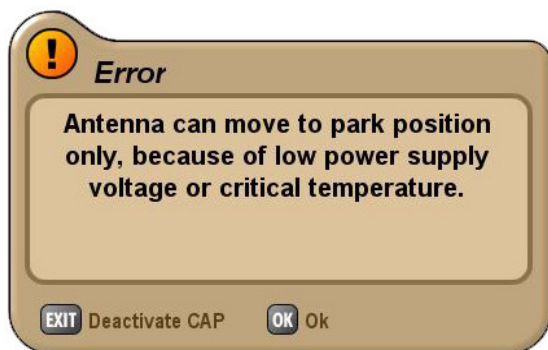 !
Error
Antenna can move to park position
only, because of low power supply
voltage or critical temperature.
EXIT Deactivate CAP OK Ok